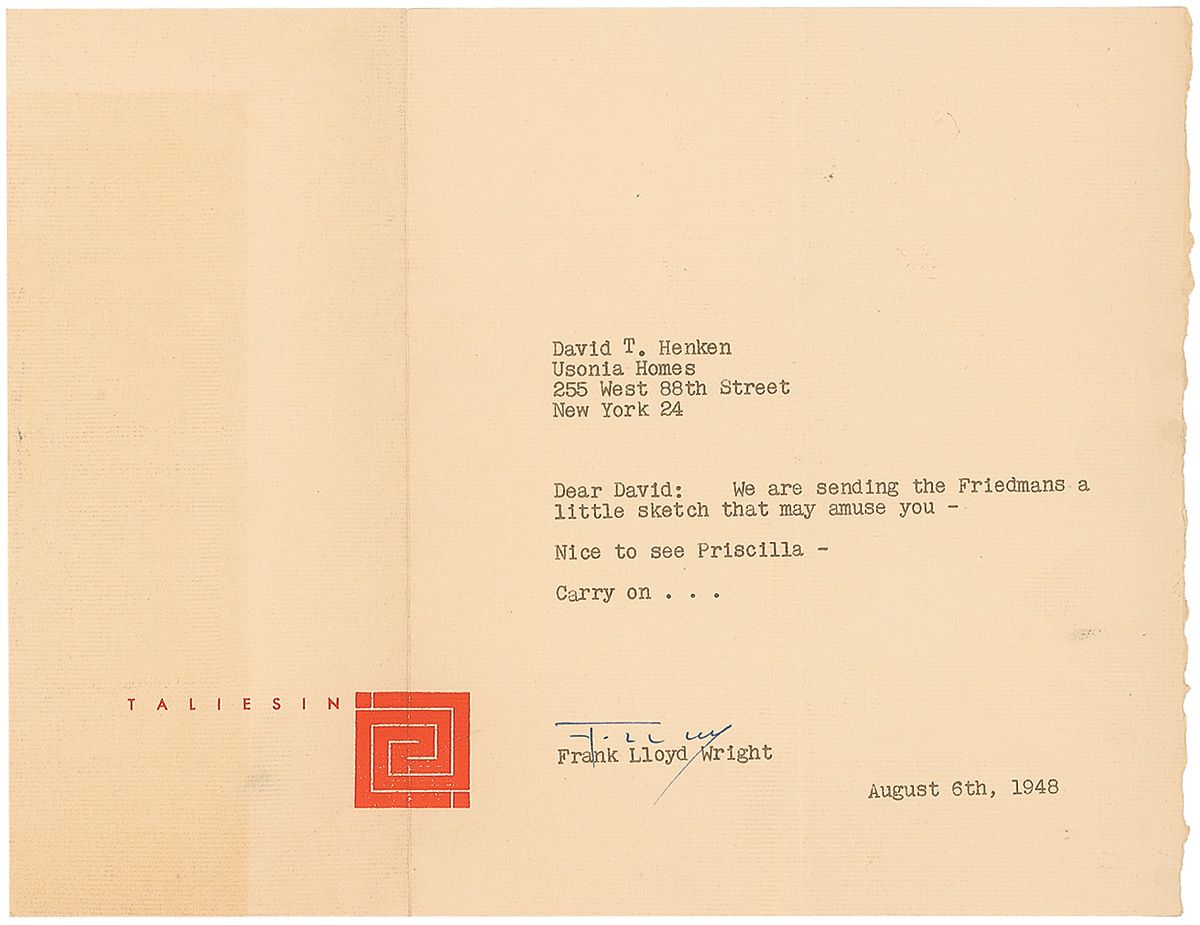 David T. Henken
Usonia Homes
255 West 88th Street
New York 24
Dear David:    We are sending the Friedmans a
little sketch that may amuse you -
Nice to see Priscilla -
Carry on . . .
TALIESIN
Frank Lloyd Wright
August 6th, 1948